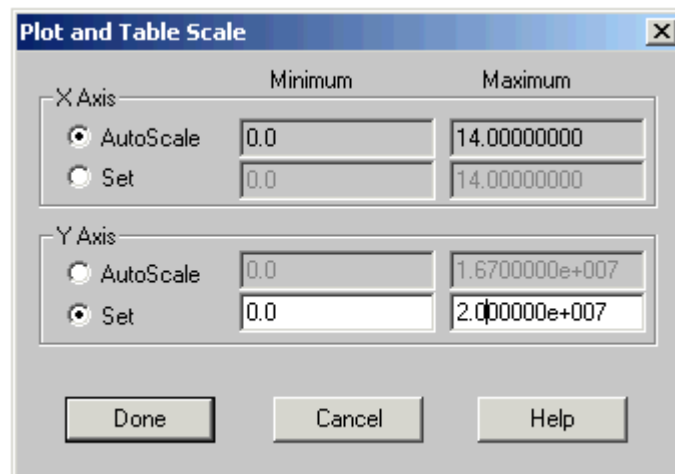 Plot and Table Scale
Minimum Maximum
X Axis
AutoScale 0.0 14.00000000
Set 0.0 14.00000000
Y Axis
AutoScale 0.0 1.6700000e+007
Set 0.0 2.000000e+007
Done Cancel Help